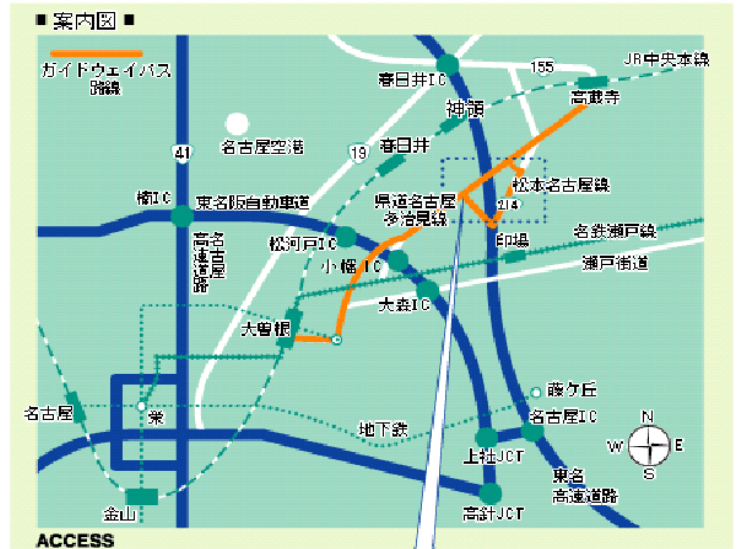 ■ 案内図 ■
ガイドウェイバス
路線
155
JR中央本線
春日井IC
高蔵寺
神領
41
名古屋空港
19
春日井
楠IC
東名阪自動車道
県道名古屋
多治見線
松本名古屋線
214
印場
名鉄瀬戸線
瀬戸街道
名古屋
高速道路
松河戸IC
小幡IC
大森IC
大曽根
藤ケ丘
名古屋
栄
地下鉄
名古屋IC
上社JCT
東名
高速道路
高針JCT
金山
N
W
E
S
ACCESS